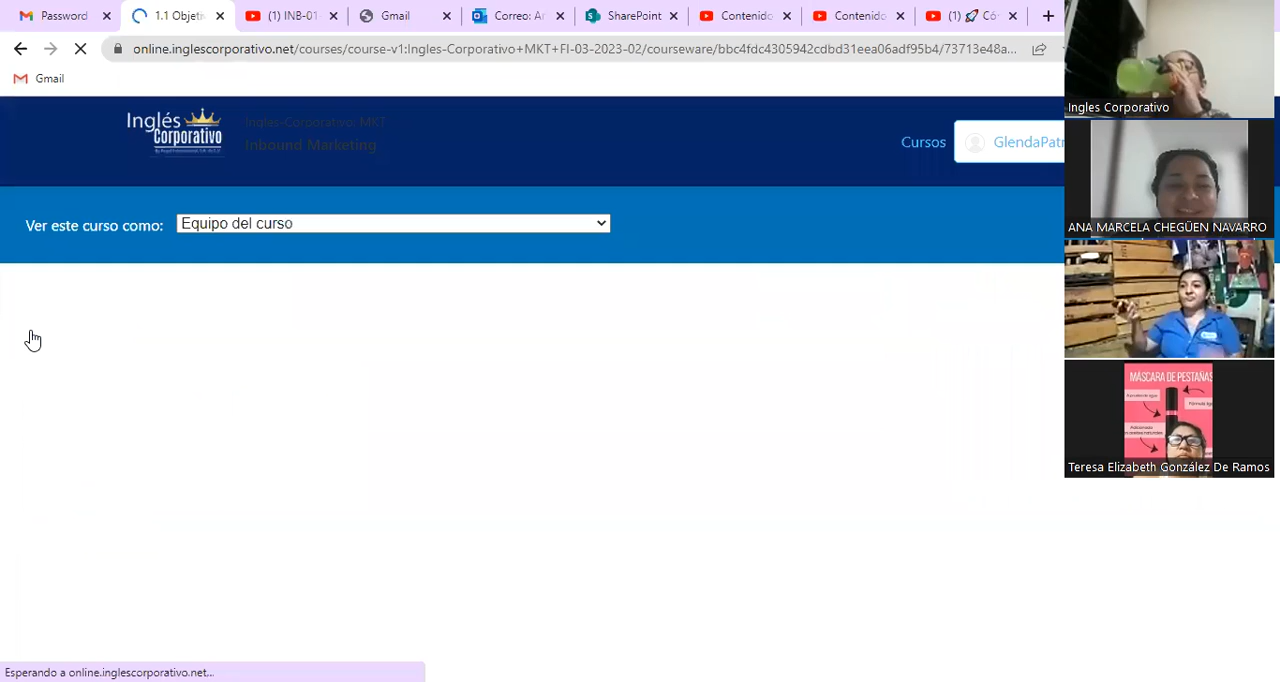 Password
1.1 Objet
(1) INB-01
Gmail
Correo: Ar
SharePoint
Contenido
Contenido
(1) 🚀 Có
online.inglescorporativo.net/courses/course-v1:Ingles-Corporativo+MKT+FI-03-2023-02/courseware/bbc4fdc4305942cdbd31eea06adf95b4/73713e48a...
Gmail
Inglés
Corporativo
Ingles-Corporativo: MKT
Inbound Marketing
Cursos
GlendaPatr
Ver este curso como:
Equipo del curso
Ingles Corporativo
ANA MARCELA CHEGÜEN NAVARRO
MÁSCARA DE PESTAÑAS
Teresa Elizabeth González De Ramos
Esperando a online.inglescorporativo.net...